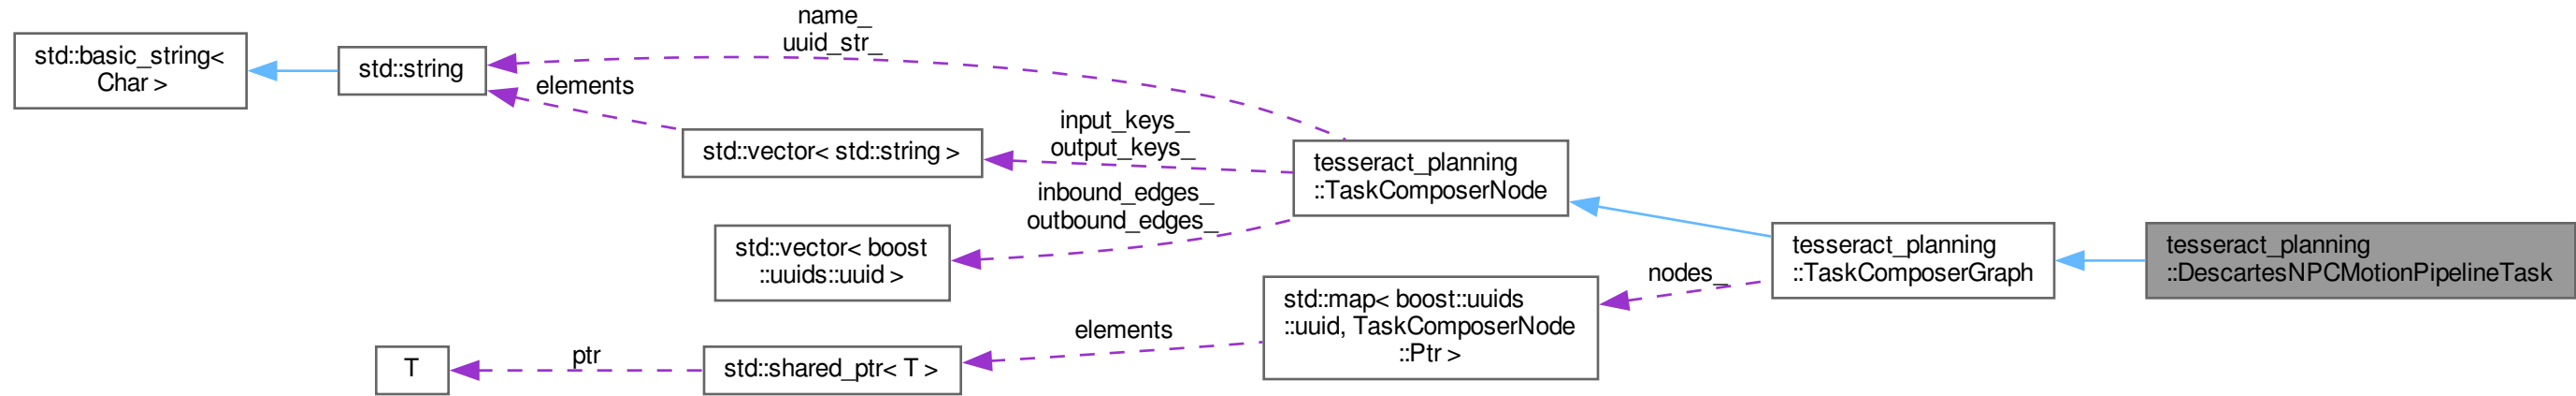 name_
uuid_str_
std::basic_string<
Char >
std::string
elements
input_keys_
output_keys_
std::vector< std::string >
tesseract_planning
::TaskComposerNode
inbound_edges_
outbound_edges_
std::vector< boost
::uuids::uuid >
tesseract_planning
::TaskComposerGraph
tesseract_planning
::DescartesNPCMotionPipelineTask
nodes_
std::map< boost::uuids
::uuid, TaskComposerNode
::Ptr >
elements
ptr
T
std::shared_ptr< T >